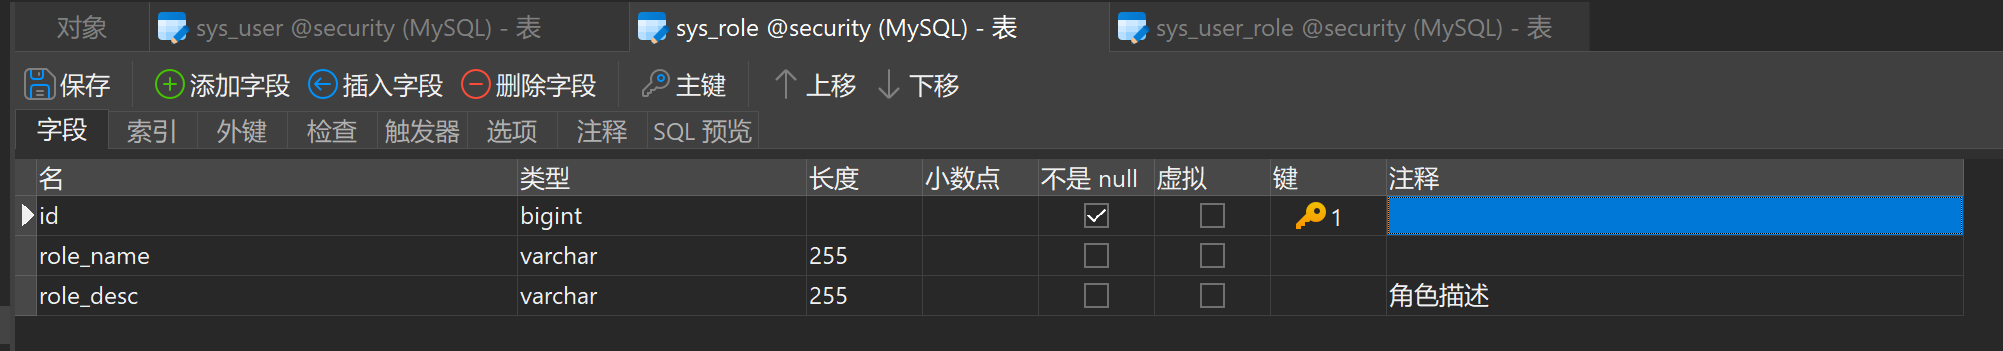 对象 sys_user @security (MySQL) - 表 sys_role @security (MySQL) - 表 sys_user_role @security (MySQL) - 表
保存 添加字段 插入字段 删除字段 主键 上移 下移
字段 索引 外键 检查 触发器 选项 注释 SQL 预览
名 类型 长度 小数点 不是 null 虚拟 键 注释
id bigint 1
role_name varchar 255
role_desc varchar 255 角色描述